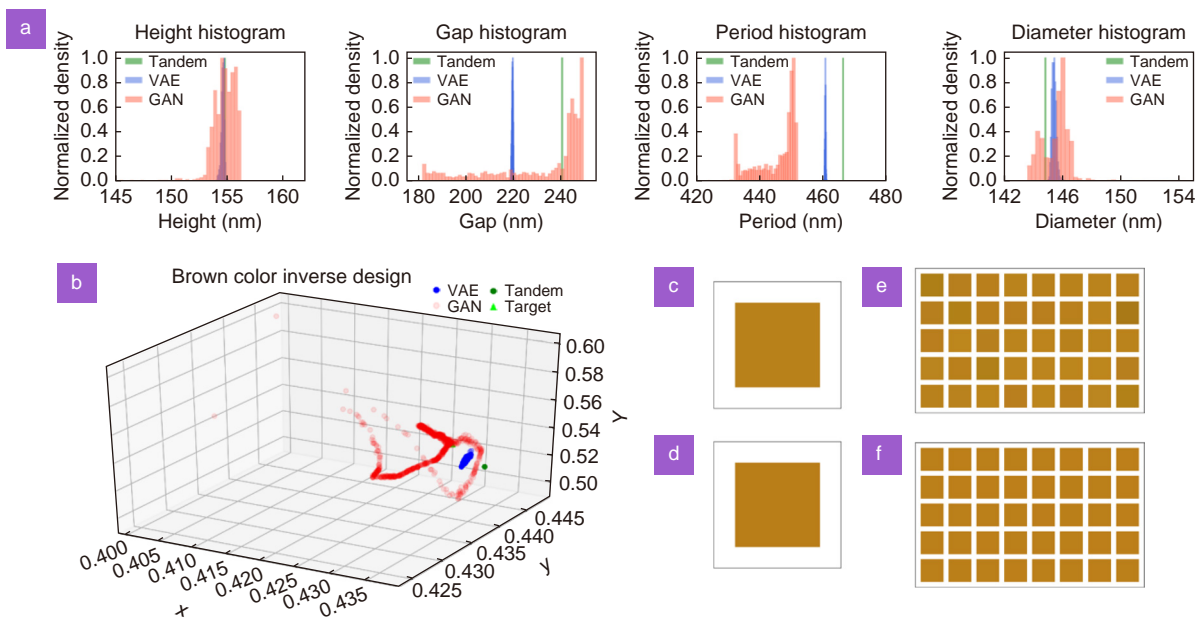 a
Height histogram
Normalized density
1.0
0.8
0.6
0.4
0.2
0.0
Tandem
VAE
GAN
145 150 155 160
Height (nm)
Gap histogram
Normalized density
1.0
0.8
0.6
0.4
0.2
0.0
Tandem
VAE
GAN
180 200 220 240
Gap (nm)
Period histogram
Normalized density
1.0
0.8
0.6
0.4
0.2
0.0
Tandem
VAE
GAN
420 440 460 480
Period (nm)
Diameter histogram
Normalized density
1.0
0.8
0.6
0.4
0.2
0.0
Tandem
VAE
GAN
142 146 150 154
Diameter (nm)
b
Brown color inverse design
VAE Tandem
GAN Target
0.60
0.58
0.56
0.54
0.52
0.50
Y
0.445
0.440
0.435
0.430
0.425
y
0.400
0.405
0.410
0.415
0.420
0.425
0.430
0.435
x
c
d
e
f